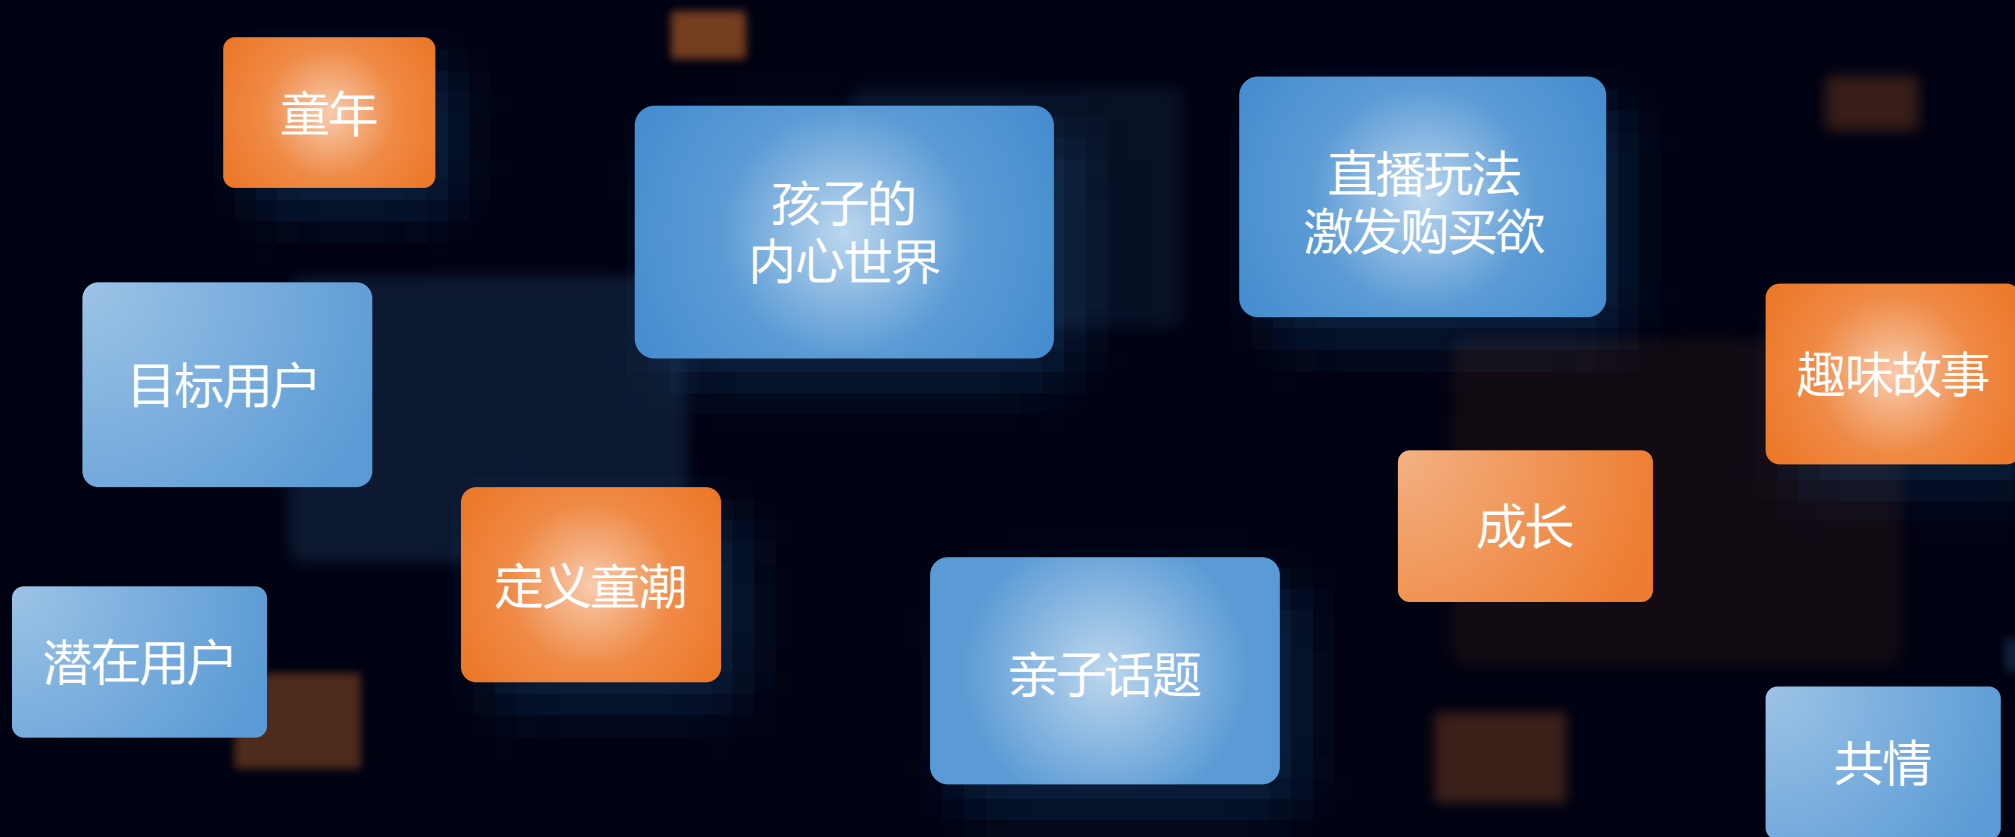 童年
孩子的
内心世界
直播玩法
激发购买欲
目标用户
趣味故事
定义童潮
成长
潜在用户
亲子话题
共情